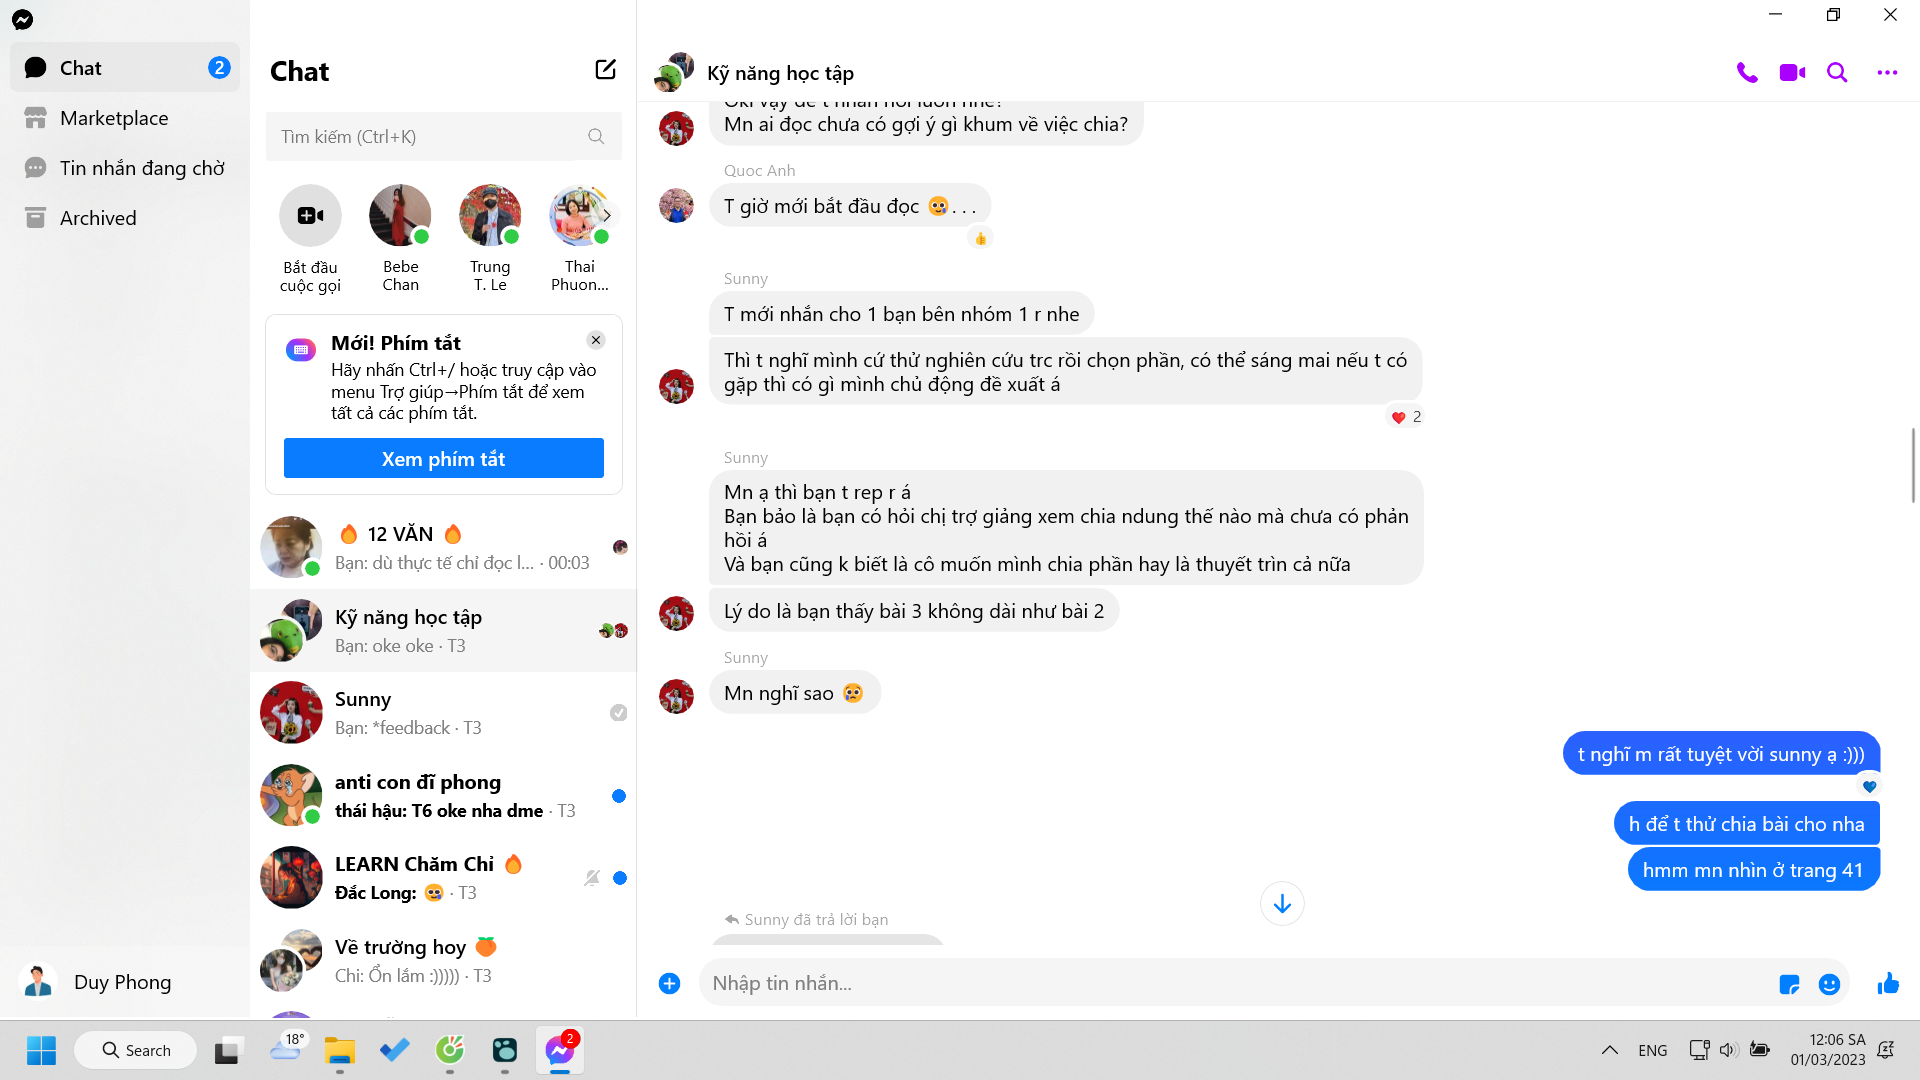 Chat
2
Marketplace
Tin nhắn đang chờ
Archived
Duy Phong
Chat
Tìm kiếm (Ctrl+K)
Bắt đầu
cuộc gọi
Bebe
Chan
Trung
T. Le
Thai
Phuon...
Mới! Phím tắt
Hãy nhấn Ctrl+/ hoặc truy cập vào
menu Trợ giúp→Phím tắt để xem
tất cả các phím tắt.
Xem phím tắt
🔥 12 VĂN 🔥
Bạn: dù thực tế chỉ đọc l... · 00:03
Kỹ năng học tập
Bạn: oke oke · T3
Sunny
Bạn: *feedback · T3
anti con đĩ phong
thái hậu: T6 oke nha dme · T3
LEARN Chăm Chỉ 🔥
Đắc Long: 🥲 · T3
Về trường hoy 🍑
Chi: Ổn lắm :))))) · T3
Kỹ năng học tập
Oki vậy để t nhắn hỏi luôn nhé!
Mn ai đọc chưa có gợi ý gì khum về việc chia?
Quoc Anh
T giờ mới bắt đầu đọc 🥲. . .
👍
Sunny
T mới nhắn cho 1 bạn bên nhóm 1 r nhe
Thì t nghĩ mình cứ thử nghiên cứu trc rồi chọn phần, có thể sáng mai nếu t có
gặp thì có gì mình chủ động đề xuất á
❤️ 2
Sunny
Mn ạ thì bạn t rep r á
Bạn bảo là bạn có hỏi chị trợ giảng xem chia ndung thế nào mà chưa có phản
hồi á
Và bạn cũng k biết là cô muốn mình chia phần hay là thuyết trìn cả nữa
Lý do là bạn thấy bài 3 không dài như bài 2
Sunny
Mn nghĩ sao 😢
t nghĩ m rất tuyệt vời sunny ạ :)))
💙
h để t thử chia bài cho nha
hmm mn nhìn ở trang 41
Sunny đã trả lời bạn
Nhập tin nhắn...
Search
18°
2
ENG
12:06 SA
01/03/2023